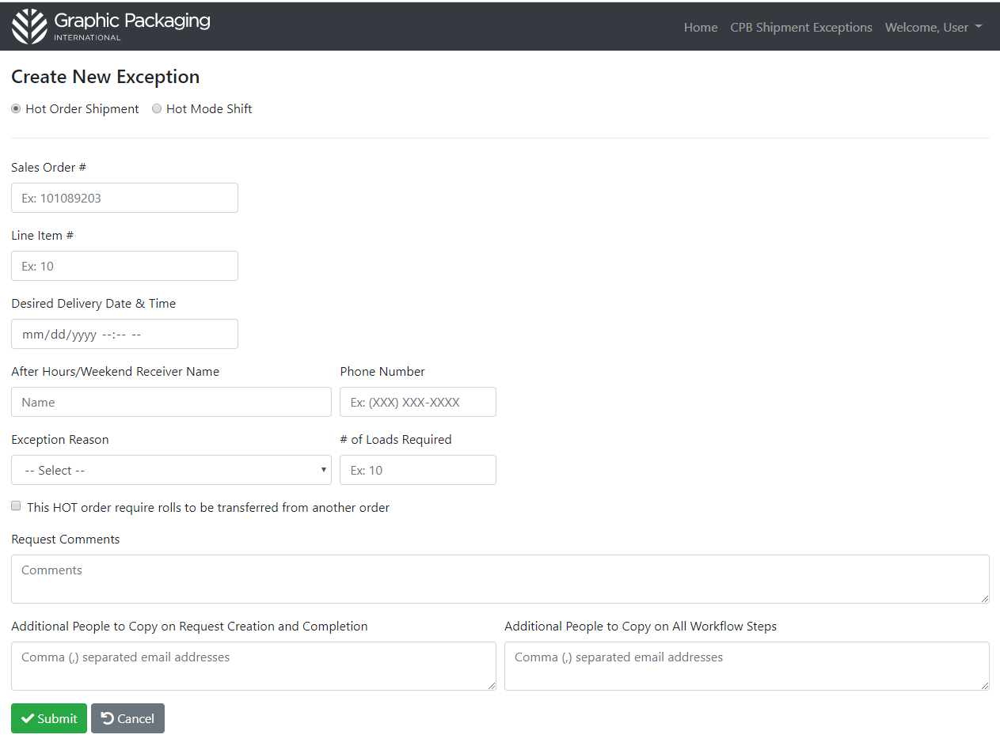 Graphic Packaging
INTERNATIONAL
Home CPB Shipment Exceptions Welcome, User
Create New Exception
Hot Order Shipment Hot Mode Shift
Sales Order #
Ex: 101089203
Line Item #
Ex: 10
Desired Delivery Date & Time
mm/dd/yyyy --:-- --
After Hours/Weekend Receiver Name Phone Number
Name Ex: (XXX) XXX-XXXX
Exception Reason # of Loads Required
-- Select -- Ex: 10
This HOT order require rolls to be transferred from another order
Request Comments
Comments
Additional People to Copy on Request Creation and Completion Additional People to Copy on All Workflow Steps
Comma (,) separated email addresses Comma (,) separated email addresses
Submit Cancel